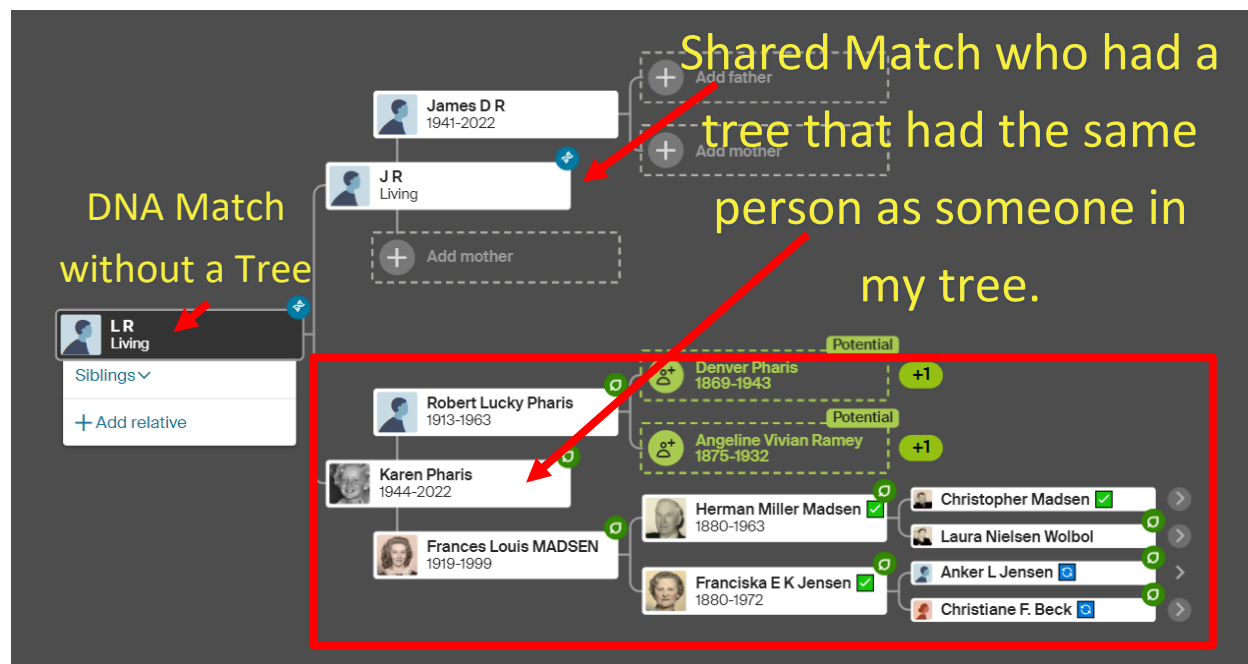 Shared Match who had a
tree that had the same
person as someone in
my tree.
DNA Match
without a Tree
James D R
1941-2022
Add father
Add mother
J R
Living
Add mother
L R
Living
Siblings
Add relative
Robert Lucky Pharis
1913-1963
Potential
Denver Pharis
1869-1943
+1
Potential
Angeline Vivian Ramey
1875-1932
+1
Karen Pharis
1944-2022
Frances Louis MADSEN
1919-1999
Herman Miller Madsen
1880-1963
Christopher Madsen
Laura Nielsen Wolbol
Franciska E K Jensen
1880-1972
Anker L Jensen
Christiane F. Beck